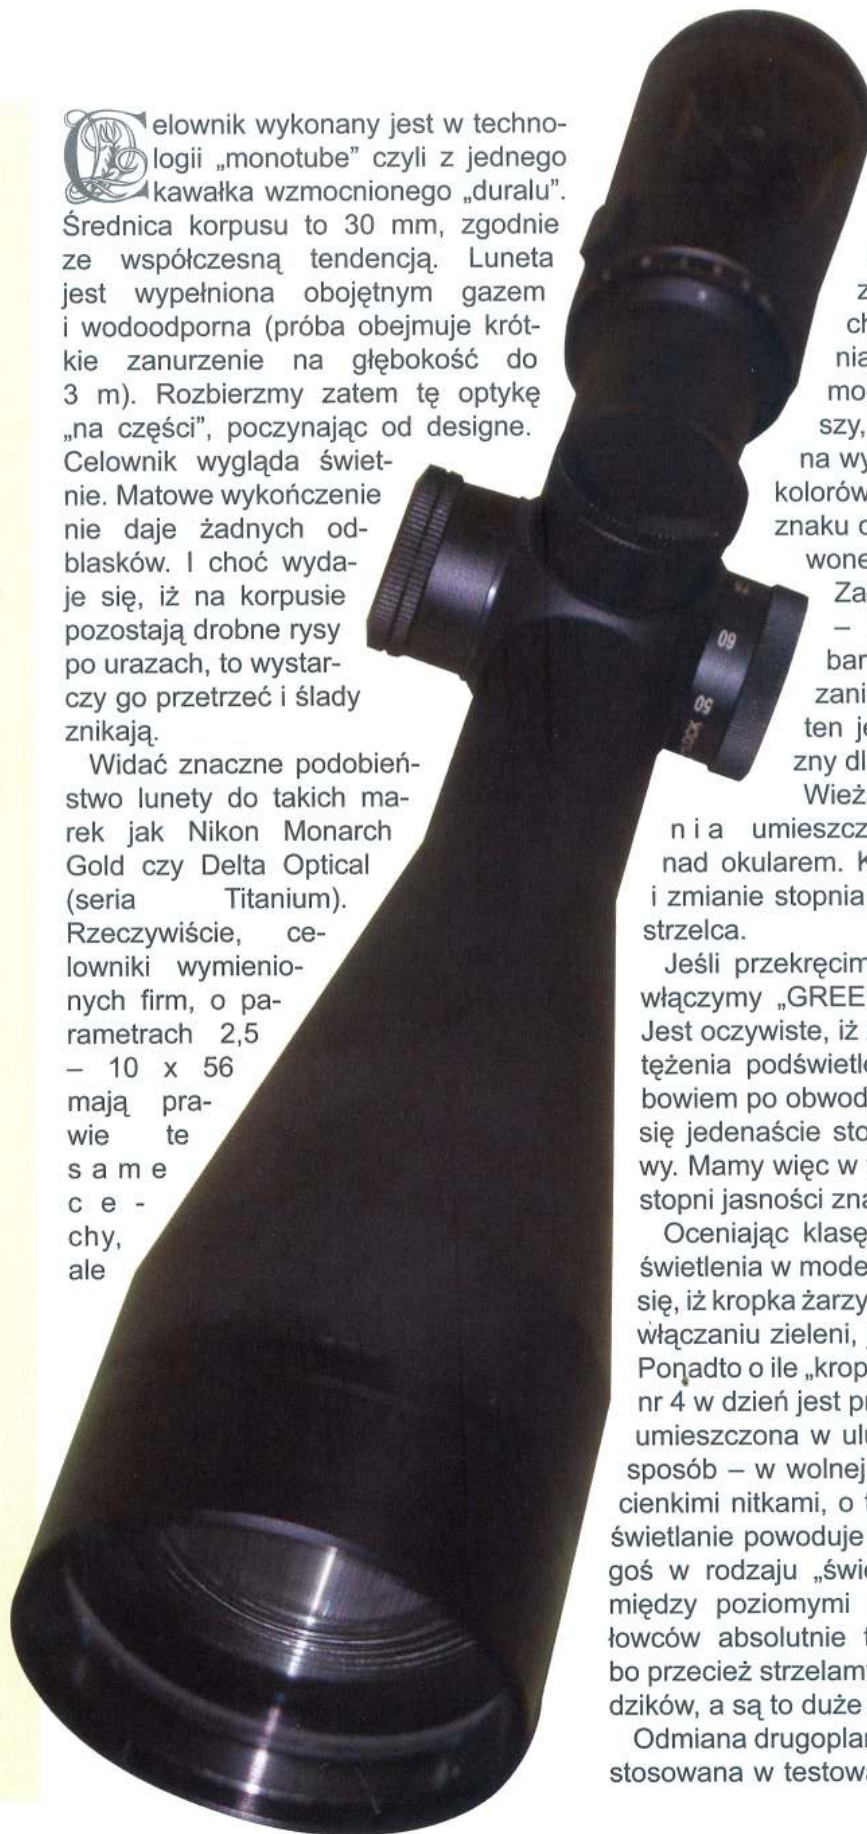 Celownik wykonany jest w techno-
logii „monotube” czyli z jednego
kawałka wzmocnionego „duralu”.
Średnica korpusu to 30 mm, zgodnie
ze współczesną tendencją. Luneta
jest wypełniona obojętnym gazem
i wodoodporna (próba obejmuje krót-
kie zanurzenie na głębokość do
3 m). Rozbierzmy zatem tę optykę
„na części”, poczynając od designe.
Celownik wygląda świet-
nie. Matowe wykończenie
nie daje żadnych od-
blasków. I choć wyda-
je się, iż na korpusie
pozostają drobne rysy
po urazach, to wystar-
czy go przetrzeć i ślady
znikają.
Widać znaczne podobień-
stwo lunety do takich ma-
rek jak Nikon Monarch
Gold czy Delta Optical
(seria Titanium).
Rzeczywiście, ce-
lowniki wymienio-
nych firm, o pa-
rametrach 2,5
– 10 x 56
mają pra-
wie te
same
ce-
chy,
ale
60
50
z
ch
nia
mo
szy,
na wy
kolorów
znaku c
wone
Za
–
bar
zani
ten je
zny dl
Wież
nia umieszcz
nad okularem. K
i zmianie stopnia
strzelca.
Jeśli przekręcim
włączymy „GREE
Jest oczywiste, iż
tężenia podświetle
bowiem po obwod
się jedenaście sto
wy. Mamy więc w
stopni jasności zna
Oceniając klasę
świetlenia w mode
się, iż kropka żarzy
włączaniu zieleni,
Ponadto o ile „krop
nr 4 w dzień jest pr
umieszczona w ulu
sposób – w wolnej
cienkimi nitkami, o t
świetlanie powoduje
goś w rodzaju „świe
między poziomymi
łowców absolutnie t
bo przecież strzelam
dzików, a są to duże
Odmiana drugoplan
stosowana w testowa